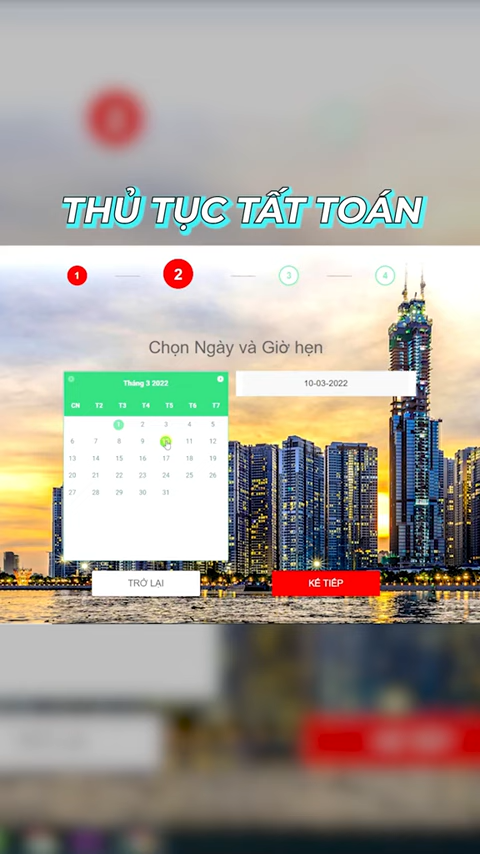 THỦ TỤC TẤT TOÁN
1 2 3 4
Chọn Ngày và Giờ hẹn
Tháng 3 2022
10-03-2022
CN T2 T3 T4 T5 T6 T7
1 2 3 4 5
6 7 8 9 10 11 12
13 14 15 16 17 18 19
20 21 22 23 24 25 26
27 28 29 30 31
TRỞ LẠI
KẾ TIẾP